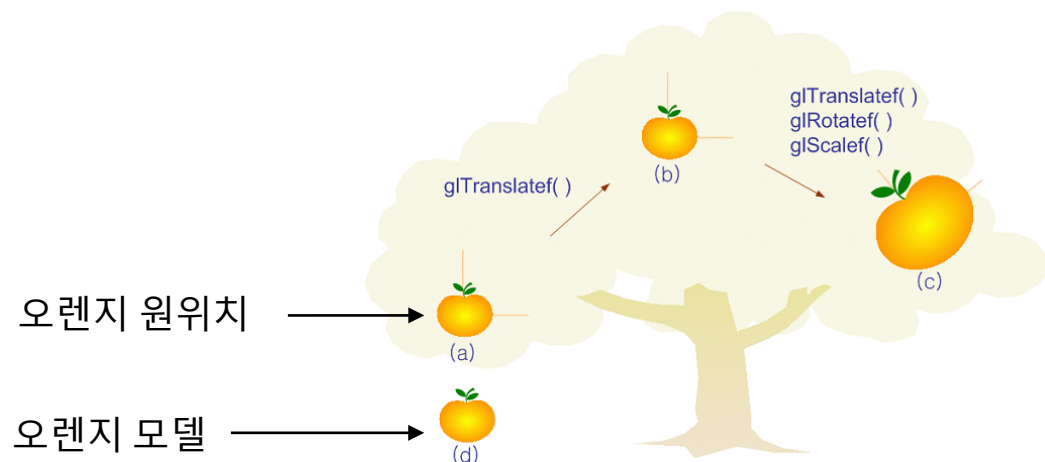 glTranslatef( )
glRotatef( )
glScalef( )
(b)
glTranslatef( )
(c)
오렌지 원위치
(a)
오렌지 모델
(d)